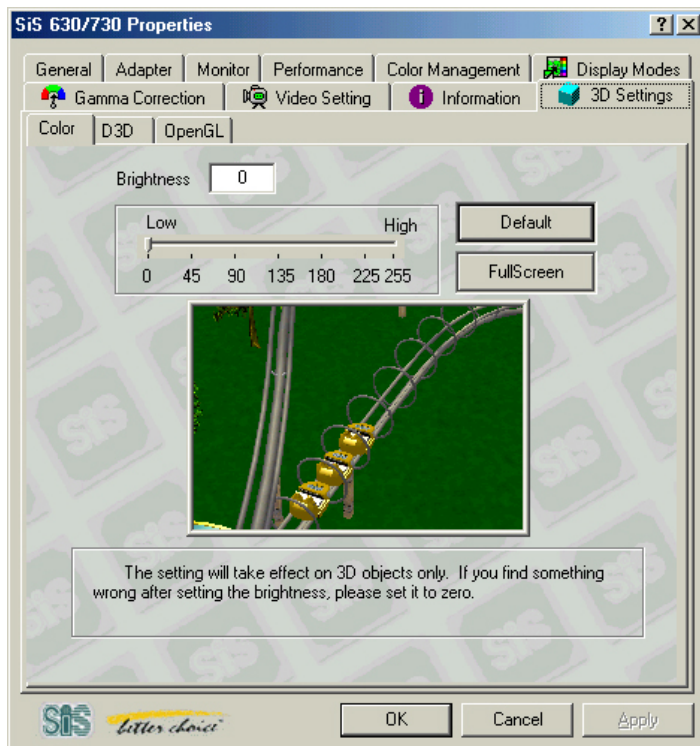 SiS 630/730 Properties
General Adapter Monitor Performance Color Management Display Modes
Gamma Correction Video Setting Information 3D Settings
Color D3D OpenGL
Brightness 0
Low High
0 45 90 135 180 225 255
Default
FullScreen
The setting will take effect on 3D objects only. If you find something
wrong after setting the brightness, please set it to zero.
SiS better choice OK Cancel Apply